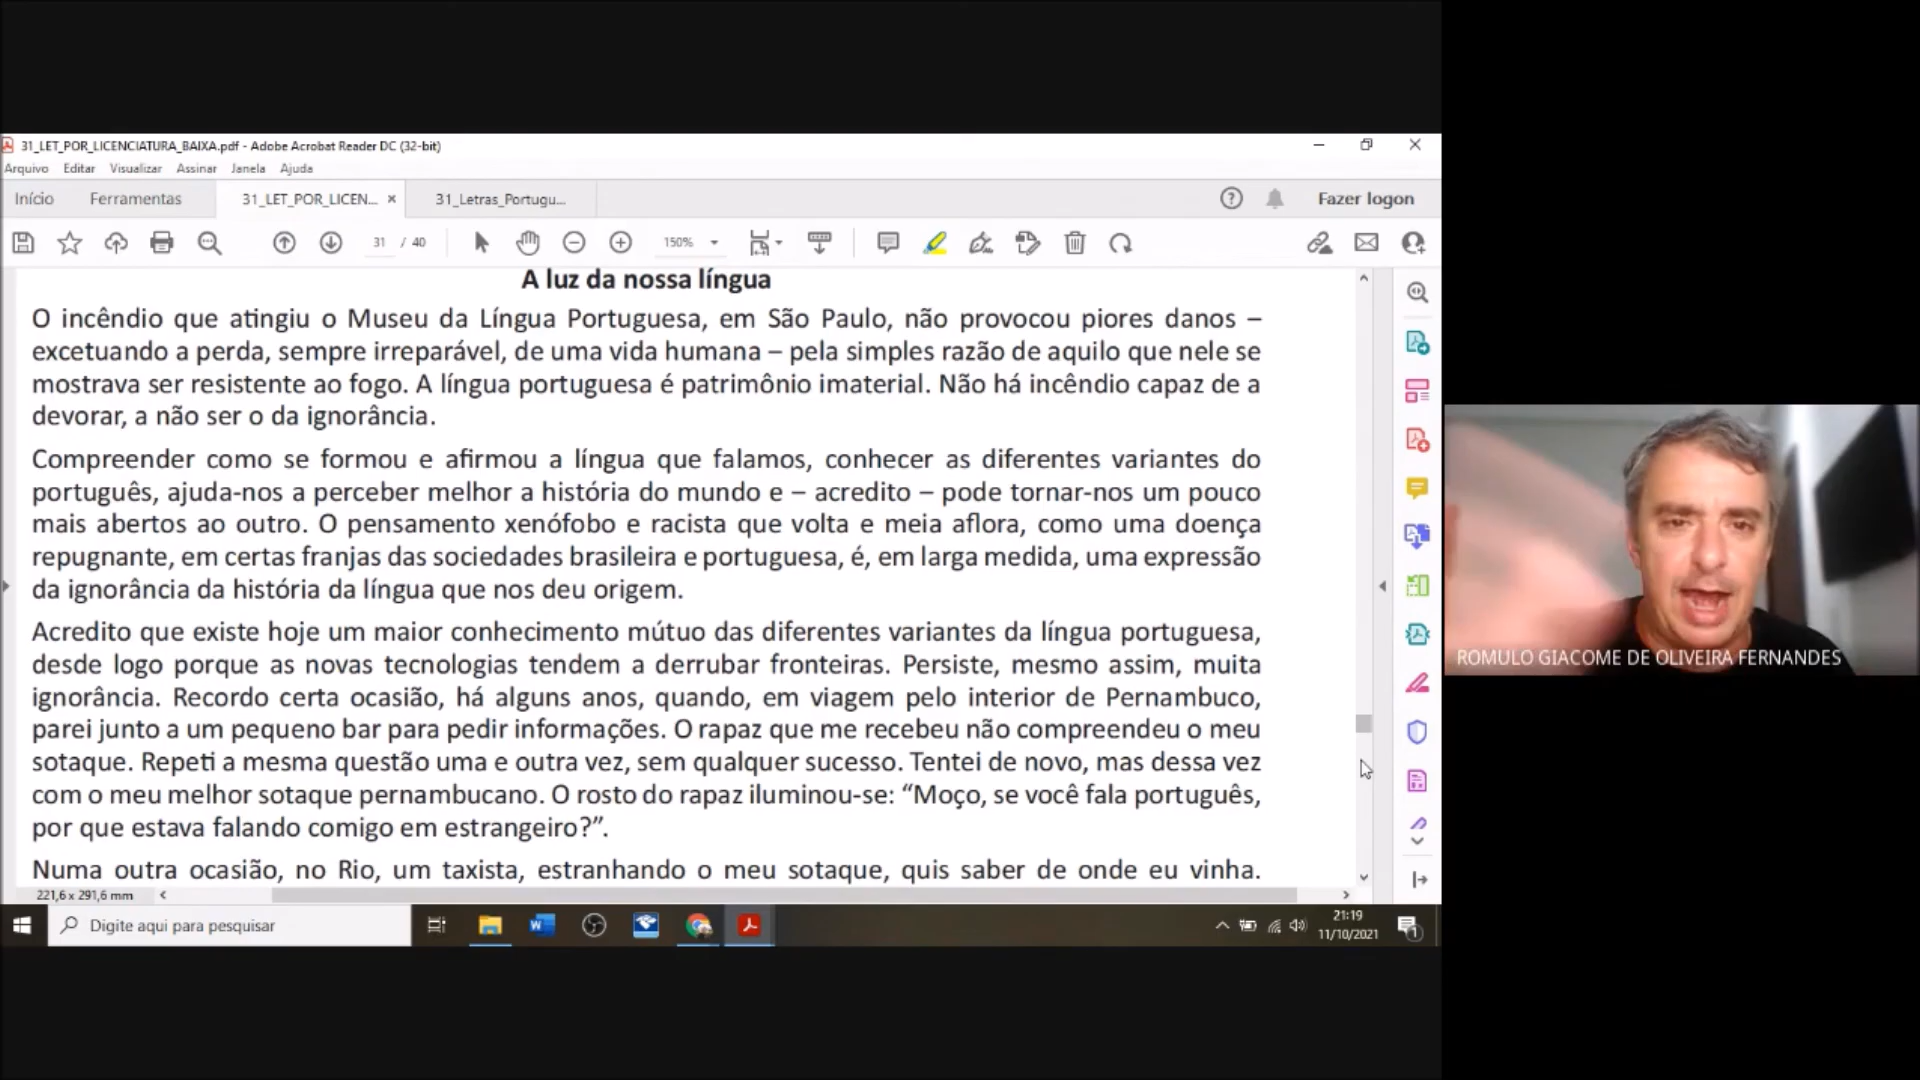 31_LET_POR_LICENCIATURA_BAIXA.pdf - Adobe Acrobat Reader DC (32-bit)
Arquivo Editar Visualizar Assinar Janela Ajuda
Início Ferramentas 31_LET_POR_LICEN... × 31_Letras_Portugu... Fazer logon
31 / 40 150%
A luz da nossa língua
O incêndio que atingiu o Museu da Língua Portuguesa, em São Paulo, não provocou piores danos –
excetuando a perda, sempre irreparável, de uma vida humana – pela simples razão de aquilo que nele se
mostrava ser resistente ao fogo. A língua portuguesa é patrimônio imaterial. Não há incêndio capaz de a
devorar, a não ser o da ignorância.
Compreender como se formou e afirmou a língua que falamos, conhecer as diferentes variantes do
português, ajuda-nos a perceber melhor a história do mundo e – acredito – pode tornar-nos um pouco
mais abertos ao outro. O pensamento xenófobo e racista que volta e meia aflora, como uma doença
repugnante, em certas franjas das sociedades brasileira e portuguesa, é, em larga medida, uma expressão
da ignorância da história da língua que nos deu origem.
Acredito que existe hoje um maior conhecimento mútuo das diferentes variantes da língua portuguesa,
desde logo porque as novas tecnologias tendem a derrubar fronteiras. Persiste, mesmo assim, muita
ignorância. Recordo certa ocasião, há alguns anos, quando, em viagem pelo interior de Pernambuco,
parei junto a um pequeno bar para pedir informações. O rapaz que me recebeu não compreendeu o meu
sotaque. Repeti a mesma questão uma e outra vez, sem qualquer sucesso. Tentei de novo, mas dessa vez
com o meu melhor sotaque pernambucano. O rosto do rapaz iluminou-se: “Moço, se você fala português,
por que estava falando comigo em estrangeiro?”.
Numa outra ocasião, no Rio, um taxista, estranhando o meu sotaque, quis saber de onde eu vinha.
221,6 x 291,6 mm
Digite aqui para pesquisar
21:19
11/10/2021
1
ROMULO GIACOME DE OLIVEIRA FERNANDES